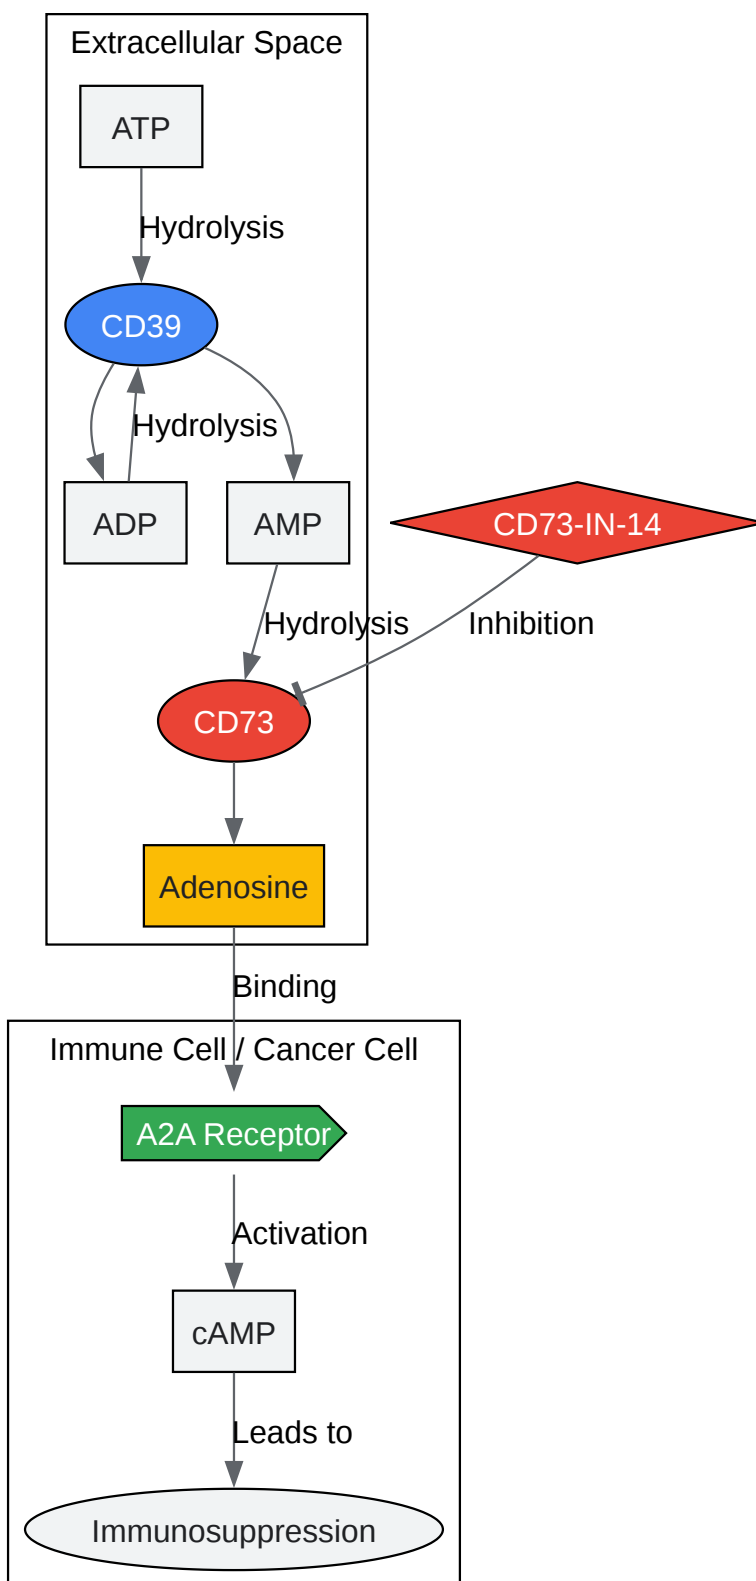 Extracellular Space
ATP
Hydrolysis
CD39
Hydrolysis
ADP
AMP
CD73-IN-14
Hydrolysis
Inhibition
CD73
Adenosine
Binding
Immune Cell / Cancer Cell
A2A Receptor
Activation
cAMP
Leads to
Immunosuppression